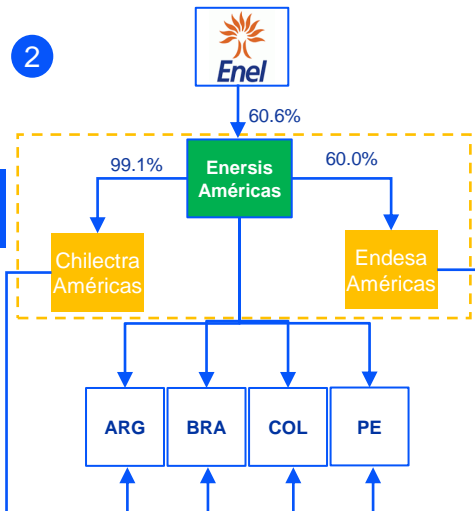 2
Enel
60.6%
99.1%
Enersis
Américas
60.0%
Chilectra
Américas
Endesa
Américas
ARG
BRA
COL
PE